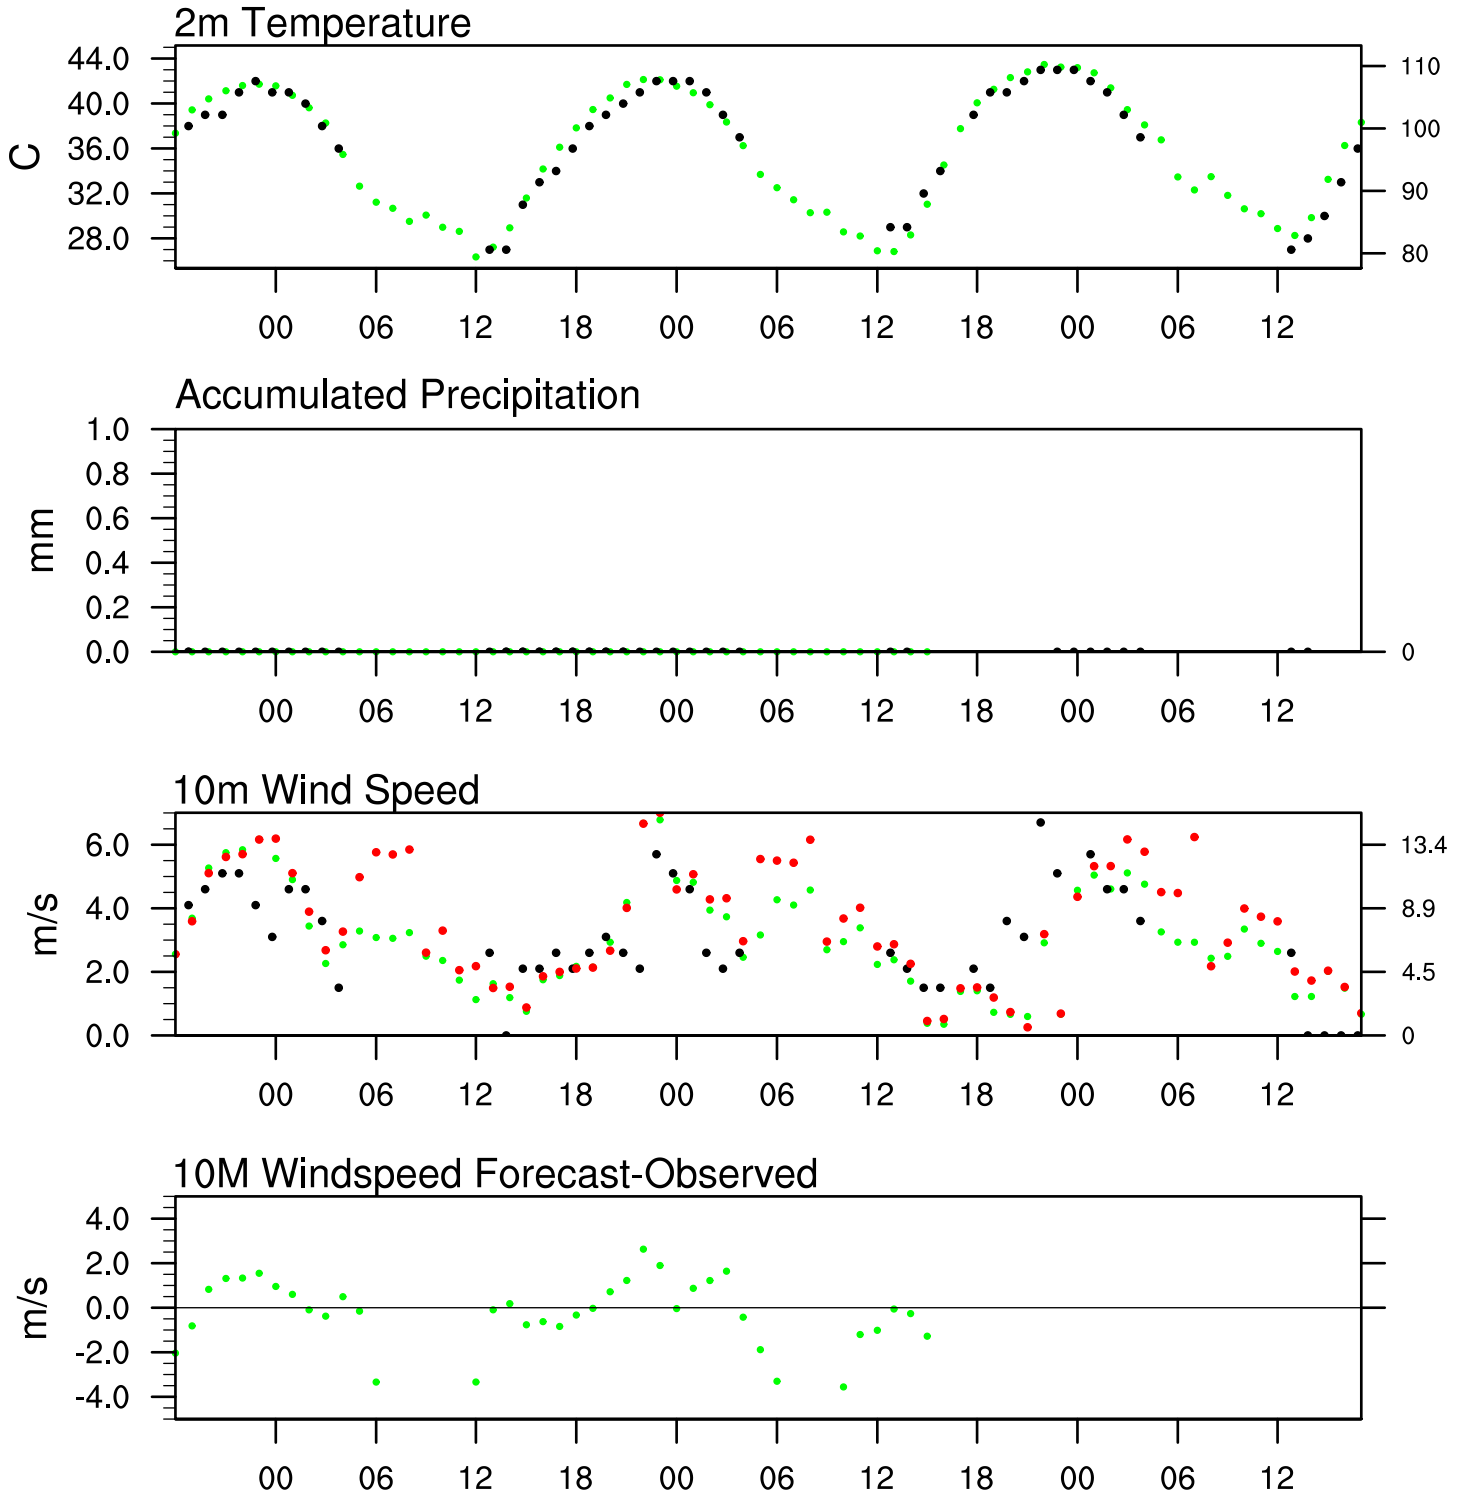 2m Temperature
44.0
40.0
36.0
32.0
28.0
C
110
100
90
80
00 06 12 18 00 06 12 18 00 06 12
Accumulated Precipitation
1.0
0.8
0.6
0.4
0.2
0.0
mm
0
00 06 12 18 00 06 12 18 00 06 12
10m Wind Speed
6.0
4.0
2.0
0.0
m/s
13.4
8.9
4.5
0
00 06 12 18 00 06 12 18 00 06 12
10M Windspeed Forecast-Observed
4.0
2.0
0.0
-2.0
-4.0
m/s
00 06 12 18 00 06 12 18 00 06 12